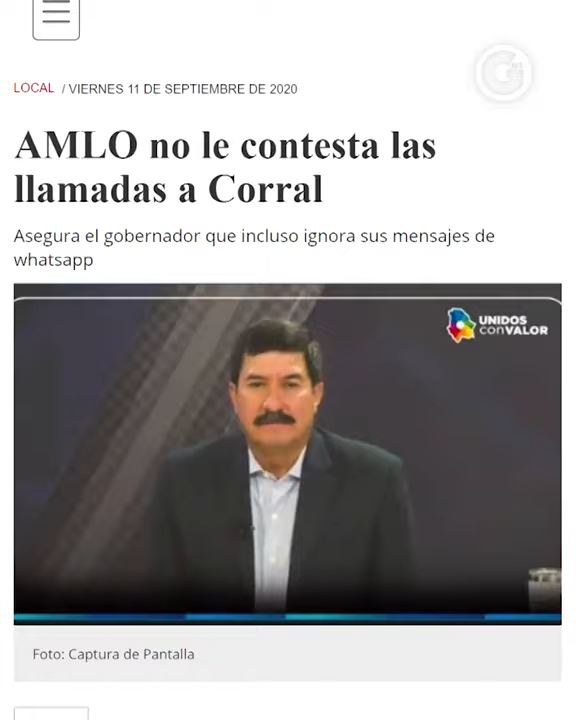 LOCAL / VIERNES 11 DE SEPTIEMBRE DE 2020
AMLO no le contesta las
llamadas a Corral
Asegura el gobernador que incluso ignora sus mensajes de
whatsapp
UNIDOS
conVALOR
Foto: Captura de Pantalla